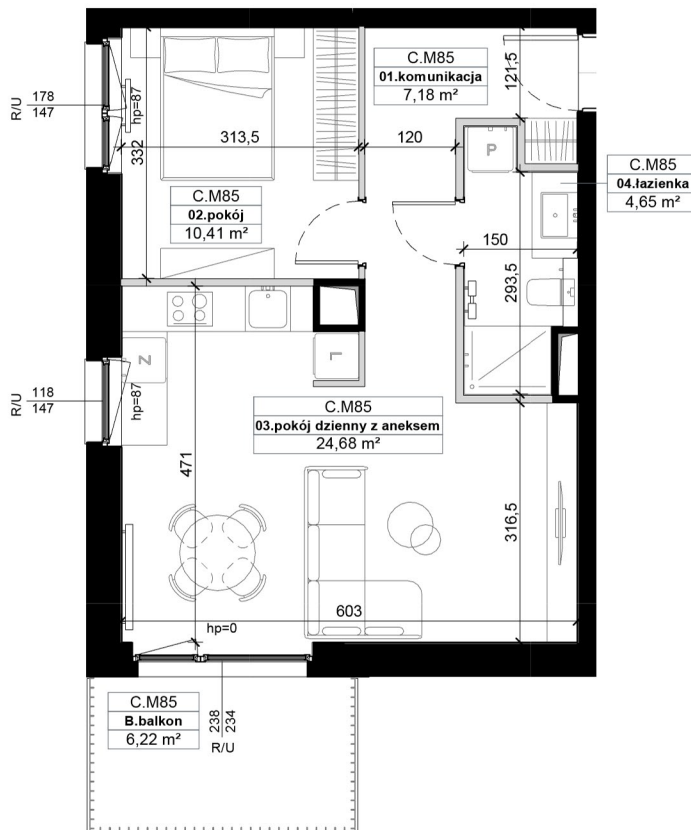 C.M85
01.komunikacja
7,18 m²
121,5
R/U
178
147
hp=87
332
313,5
120
P
C.M85
04.łazienka
4,65 m²
C.M85
02.pokój
10,41 m²
150
293,5
R/U
118
147
Z
hp=87
L
C.M85
03.pokój dzienny z aneksem
24,68 m²
471
316,5
603
hp=0
C.M85
B.balkon
6,22 m²
238
234
R/U